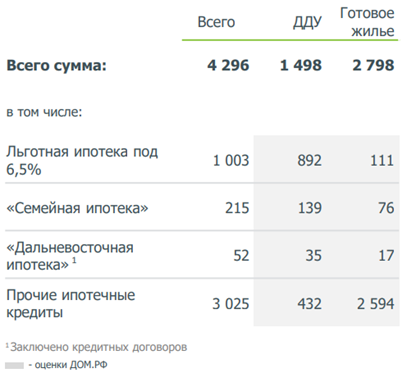 Всего ДДУ Готовое
жилье
Всего сумма: 4 296 1 498 2 798
в том числе:
Льготная ипотека под
6,5% 1 003 892 111
«Семейная ипотека» 215 139 76
«Дальневосточная
ипотека» 1 52 35 17
Прочие ипотечные
кредиты 3 025 432 2 594
1 Заключено кредитных договоров
- оценки ДОМ.РФ